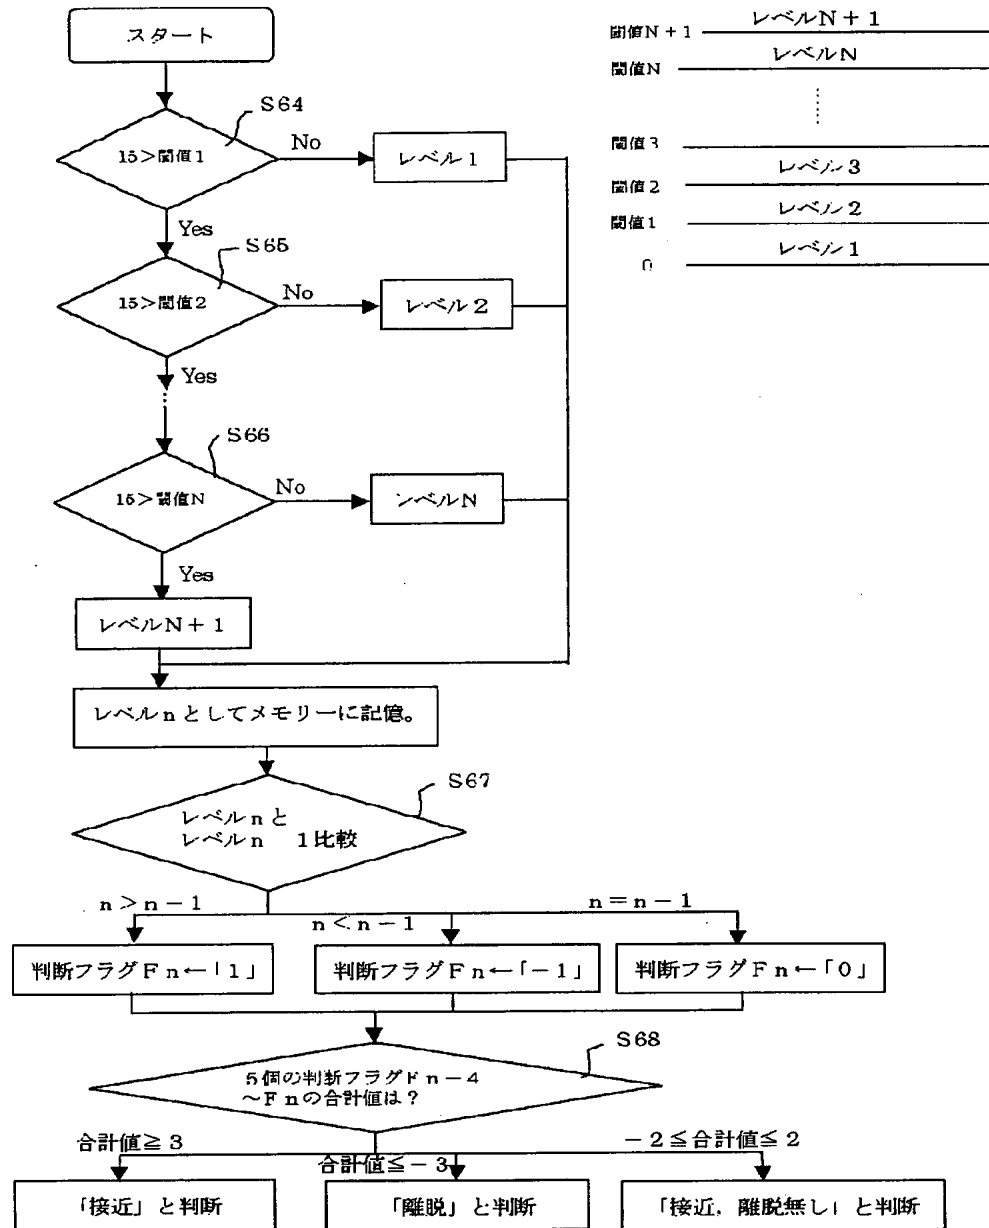 スタート
S64
15>閾値1
No
レベル1
Yes
S65
15>閾値2
No
レベル2
Yes
S66
15>閾値N
No
レベルN
Yes
レベルN+1
レベルnとしてメモリーに記憶。
S67
レベルnと
レベルn 1比較
n>n-1
n<n-1
n=n-1
判断フラグFn←「1」
判断フラグFn←「-1」
判断フラグFn←「0」
S68
5個の判断フラグFn-4
~Fnの合計値は?
合計値≧3
合計値≦-3
-2≦合計値≦2
「接近」と判断
「離脱」と判断
「接近, 離脱無し」と判断
閾値N+1
レベルN+1
閾値N
レベルN
閾値3
レベル3
閾値2
レベル2
閾値1
レベル1
0